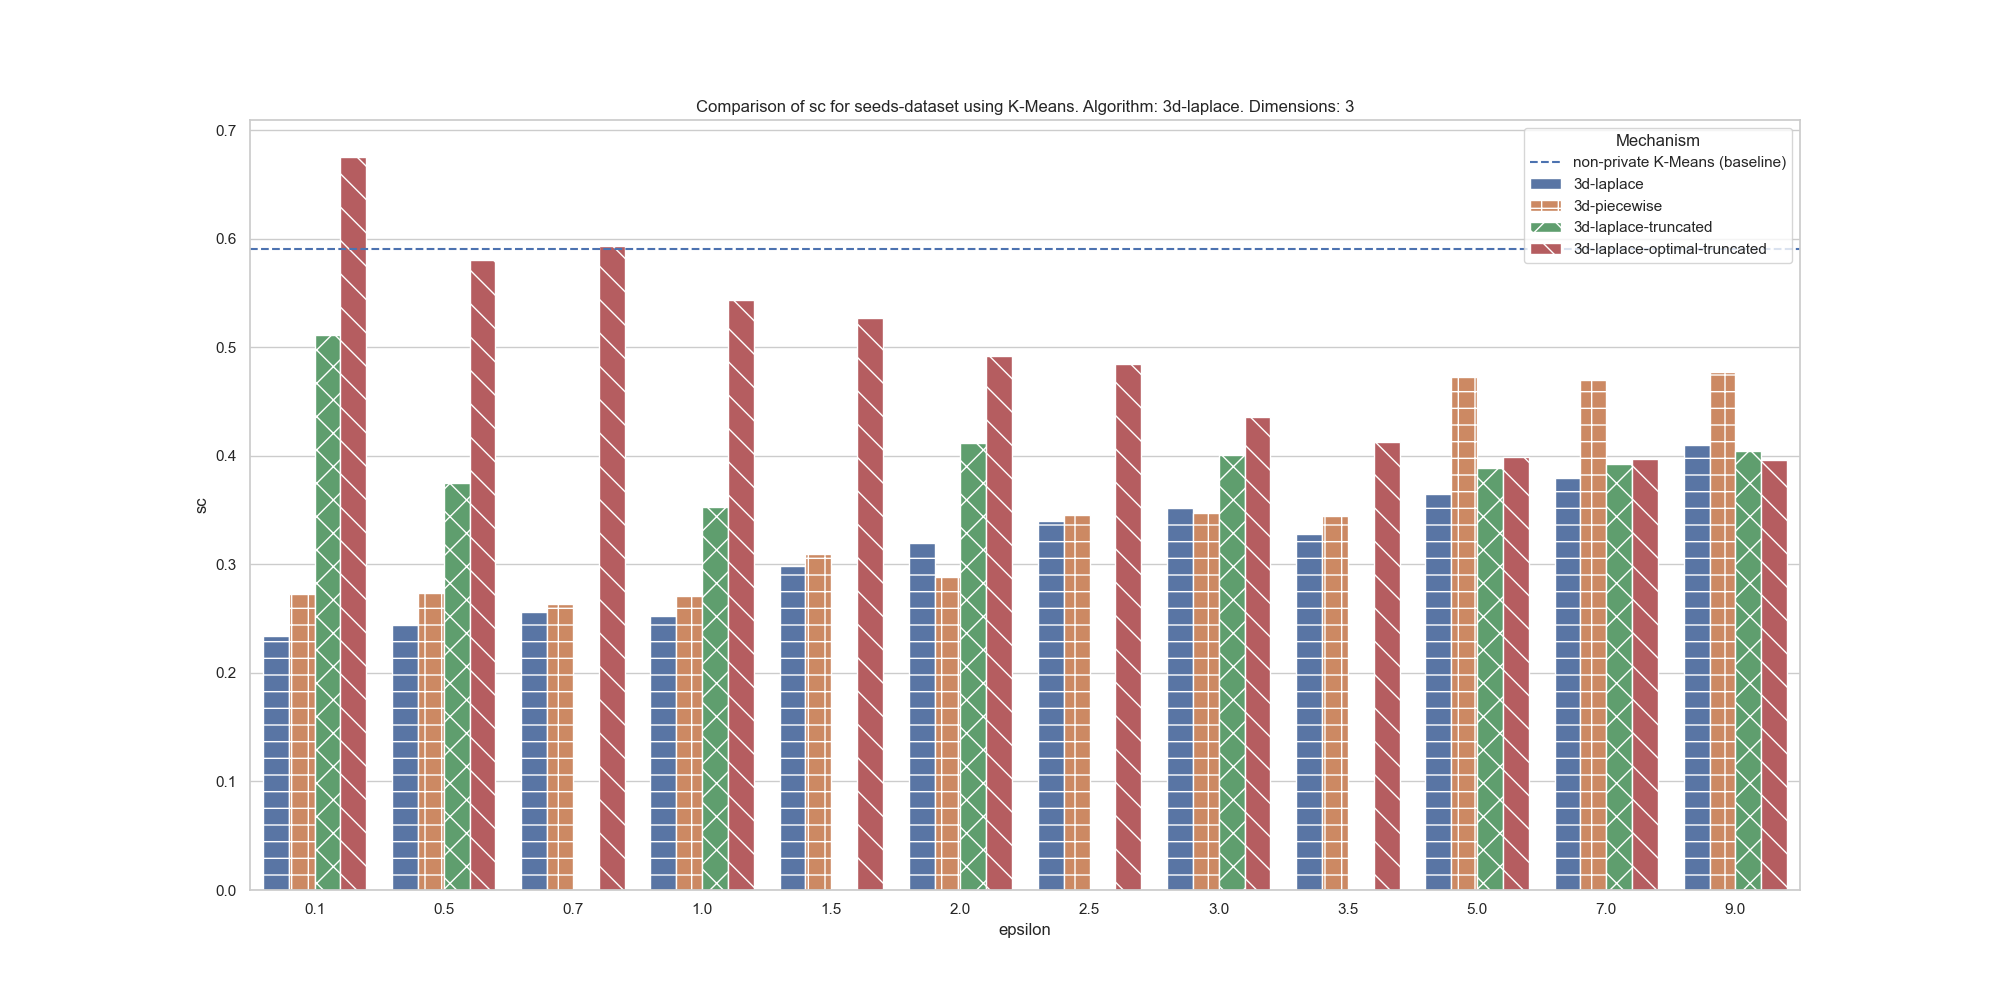 Comparison of sc for seeds-dataset using K-Means. Algorithm: 3d-laplace. Dimensions: 3
Mechanism
non-private K-Means (baseline)
3d-laplace
3d-piecewise
3d-laplace-truncated
3d-laplace-optimal-truncated
0.7
0.6
0.5
0.4
0.3
0.2
0.1
0.0
sc
0.1 0.5 0.7 1.0 1.5 2.0 2.5 3.0 3.5 5.0 7.0 9.0
epsilon